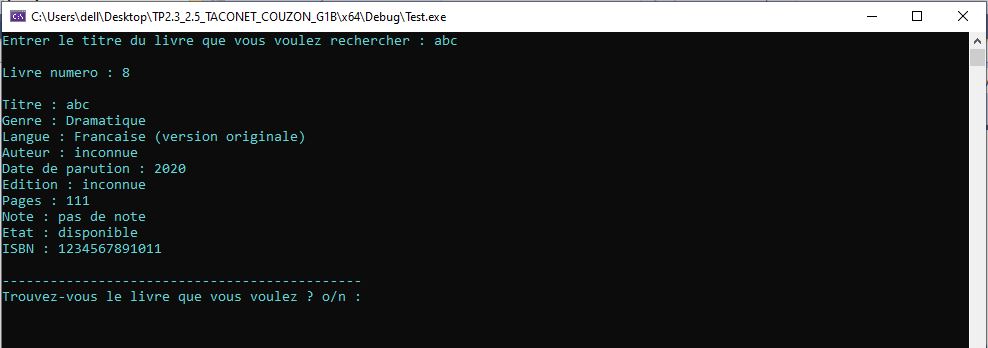 C:\Users\dell\Desktop\TP2.3_2.5_TACONET_COUZON_G1B\x64\Debug\Test.exe
Entrer le titre du livre que vous voulez rechercher : abc
Livre numero : 8
Titre : abc
Genre : Dramatique
Langue : Francaise (version originale)
Auteur : inconnue
Date de parution : 2020
Edition : inconnue
Pages : 111
Note : pas de note
Etat : disponible
ISBN : 1234567891011
---------------------------------------------
Trouvez-vous le livre que vous voulez ? o/n :